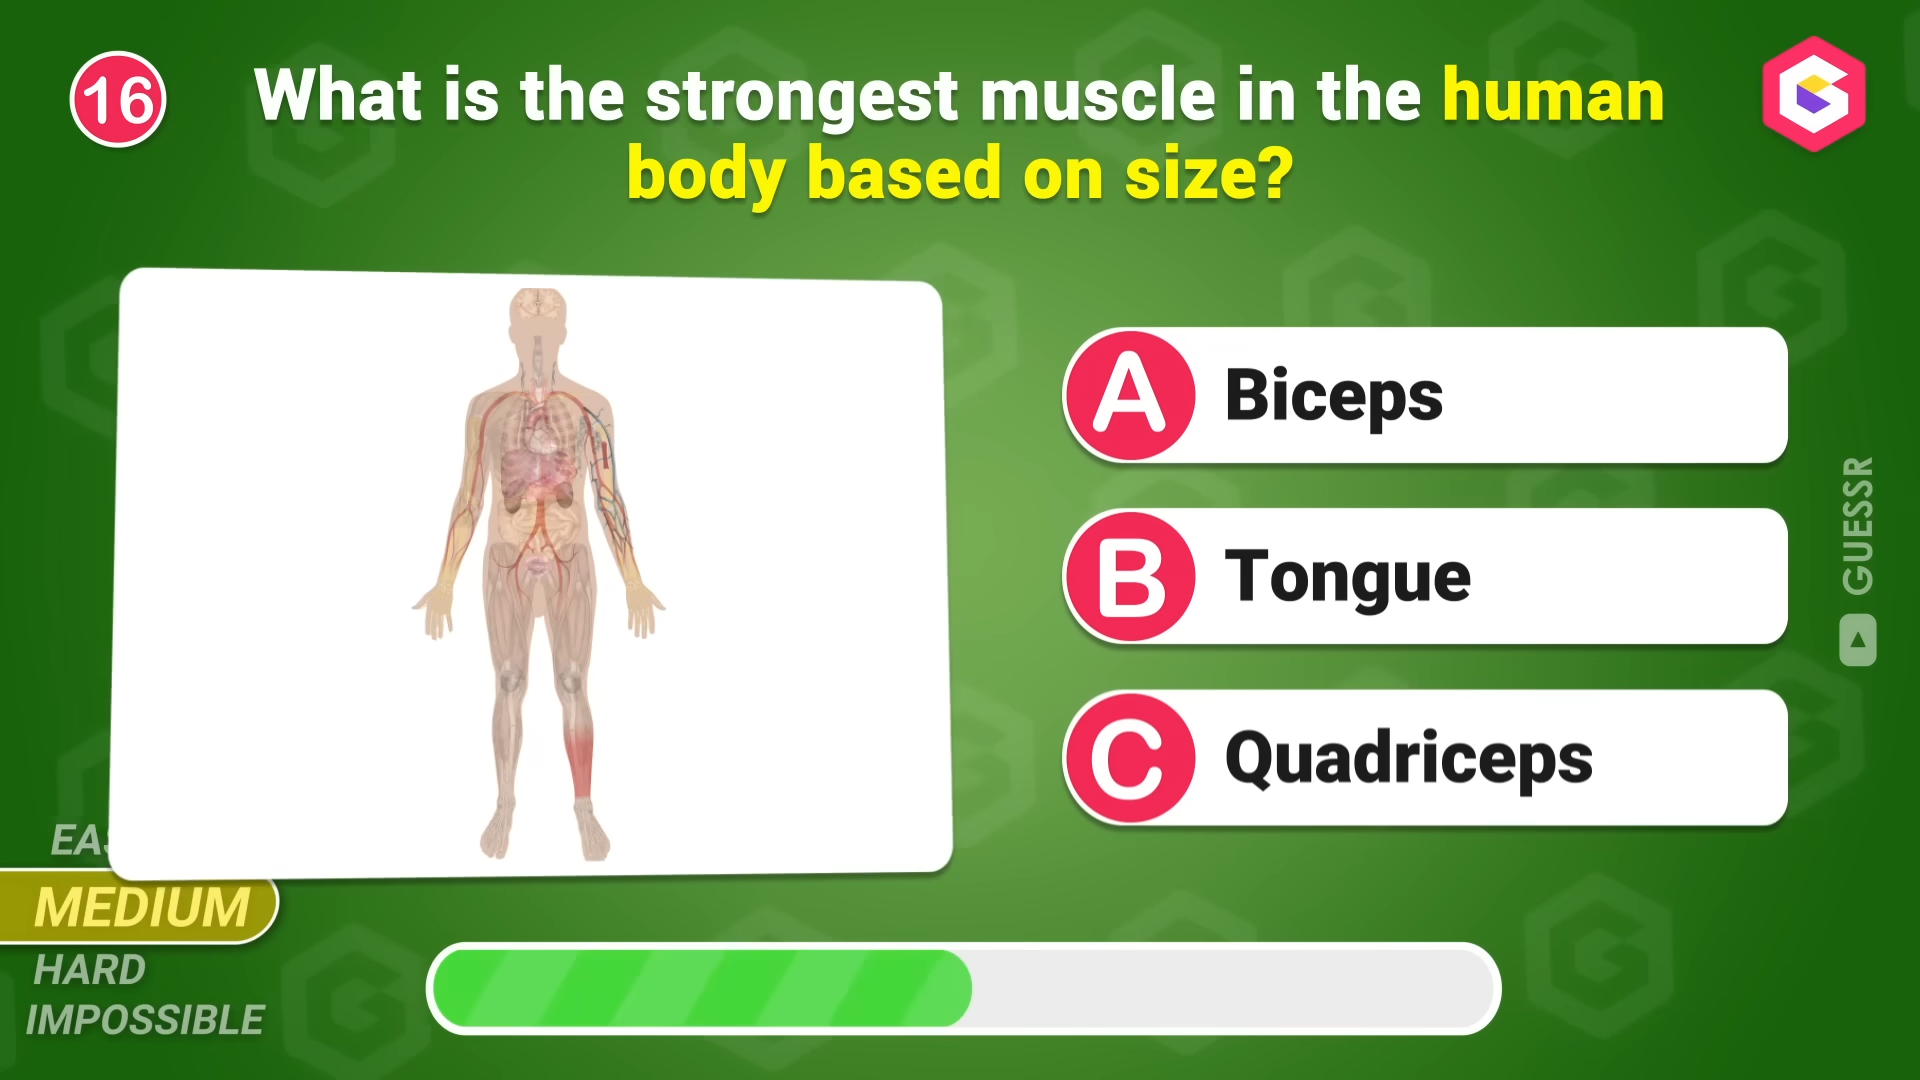 16
What is the strongest muscle in the human
body based on size?
A Biceps
B Tongue
C Quadriceps
GUESSR
MEDIUM
HARD
IMPOSSIBLE